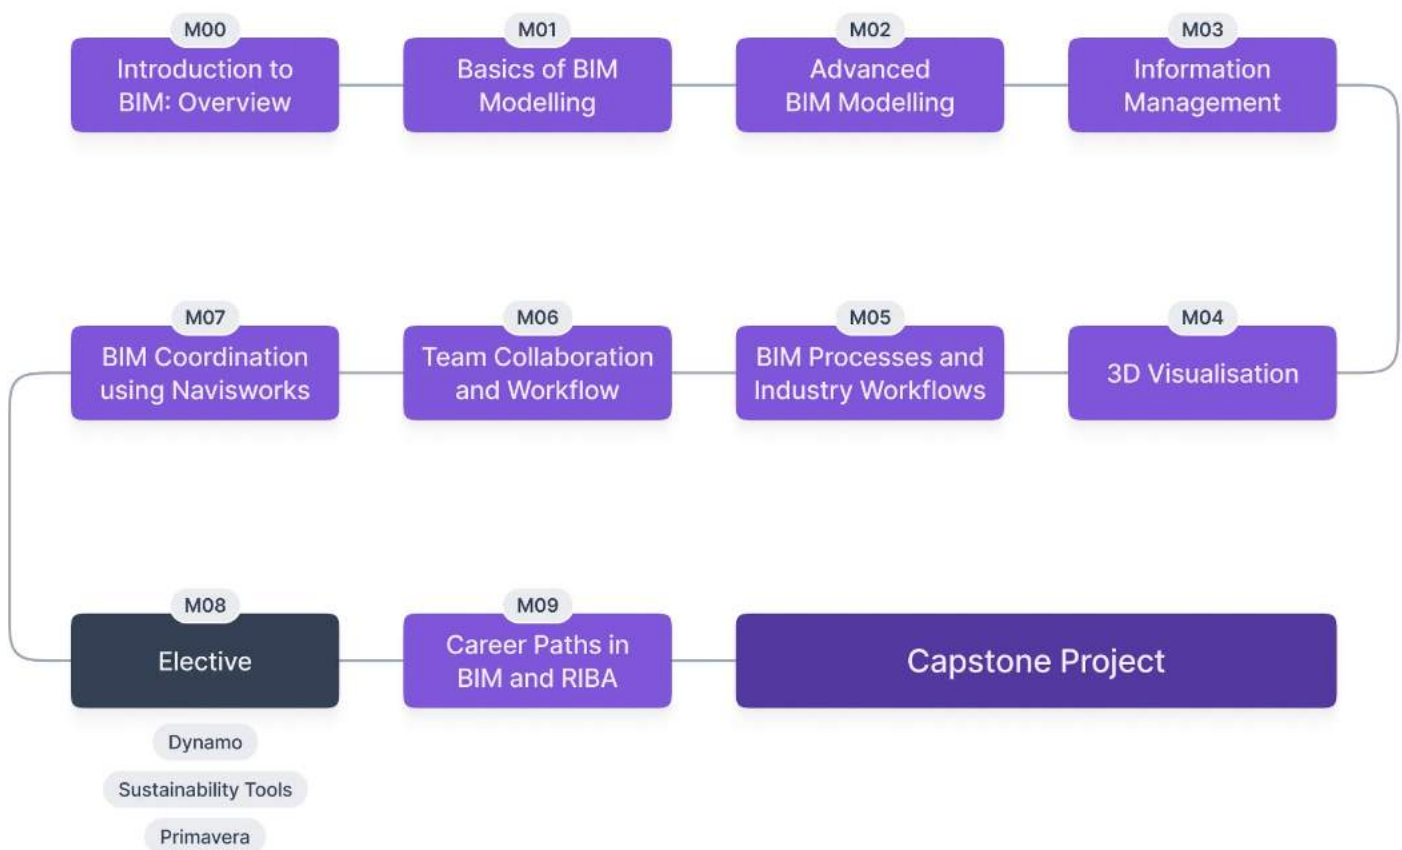 M00
Introduction to
BIM: Overview
M01
Basics of BIM
Modelling
M02
Advanced
BIM Modelling
M03
Information
Management
M04
3D Visualisation
M05
BIM Processes and
Industry Workflows
M06
Team Collaboration
and Workflow
M07
BIM Coordination
using Navisworks
M08
Elective
Dynamo
Sustainability Tools
Primavera
M09
Career Paths in
BIM and RIBA
Capstone Project